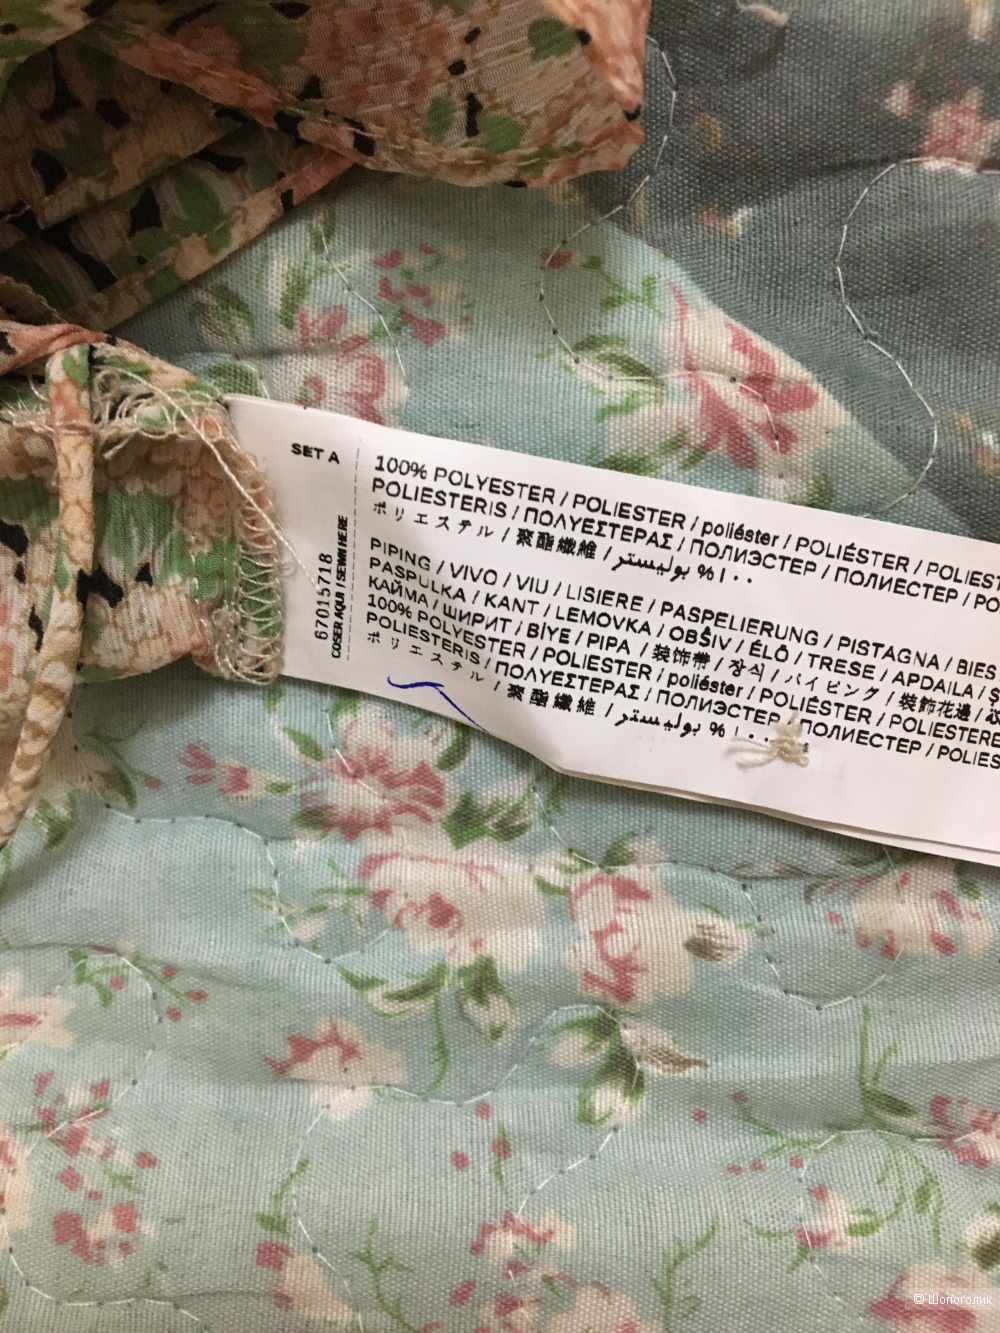 SET A
67015718
COSER AQUI / SEWN HERE
100% POLYESTER / POLIESTER / poliéster / POLIÉSTER / POLIEST
POLIESTERIS / ΠΟΛΥΕΣΤΕΡΑΣ / ПОЛИЭСТЕР / ПОЛИЕСТЕР / PO
ポリエステル / 聚酯纖維 / بوليستر %١٠٠
PIPING / VIVO / VIU / LISIERE / PASPELIERUNG / PISTAGNA / BIES
PASPULKA / KANT / LEMOVKA / OBŠIV / ÉLŐ / TRESE / APDAILA / Ş
КАЙМА / ШИРИТ / BİYE / PIPA / 装饰带 / 장식 / パイピング / 裝飾花邊 /
100% POLYESTER / POLIESTER / poliéster / POLIÉSTER / POLIESTERE
POLIESTERIS / ΠΟΛΥΕΣΤΕΡΑΣ / ПОЛИЭСТЕР / ПОЛИЕСТЕР / POLIES
ポリエステル / 聚酯纖維 / بوليستر %١٠٠
© Шопоголик